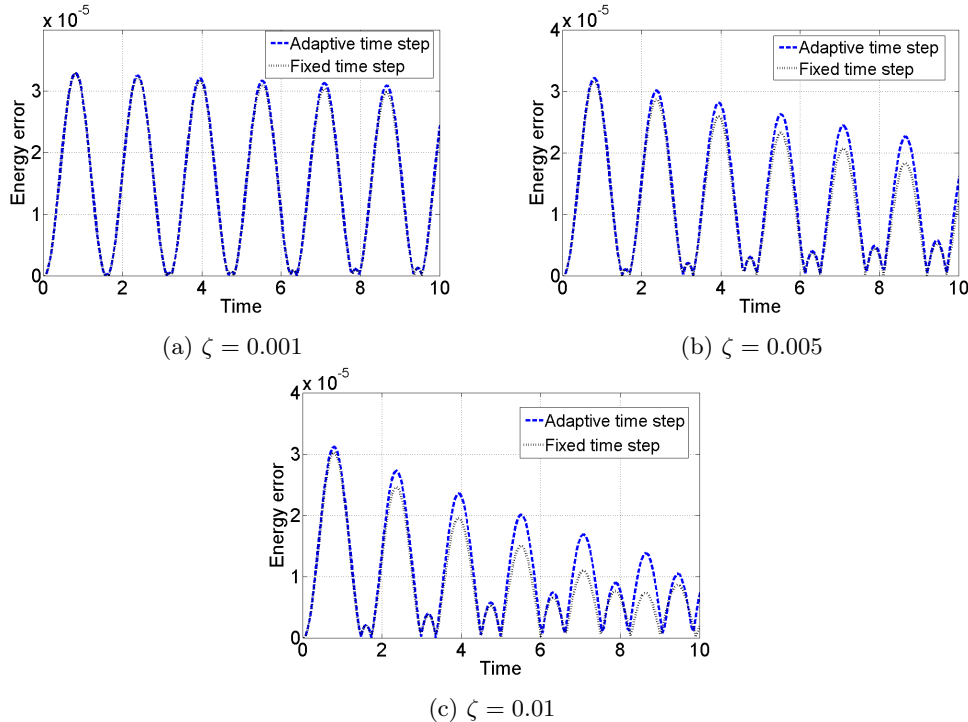 x 10⁻⁵
Energy error
3
2
1
0
0 2 4 6 8 10
Time
Adaptive time step
Fixed time step
(a) ζ = 0.001
x 10⁻⁵
Energy error
4
3
2
1
0
0 2 4 6 8 10
Time
Adaptive time step
Fixed time step
(b) ζ = 0.005
x 10⁻⁵
Energy error
4
3
2
1
0
0 2 4 6 8 10
Time
Adaptive time step
Fixed time step
(c) ζ = 0.01